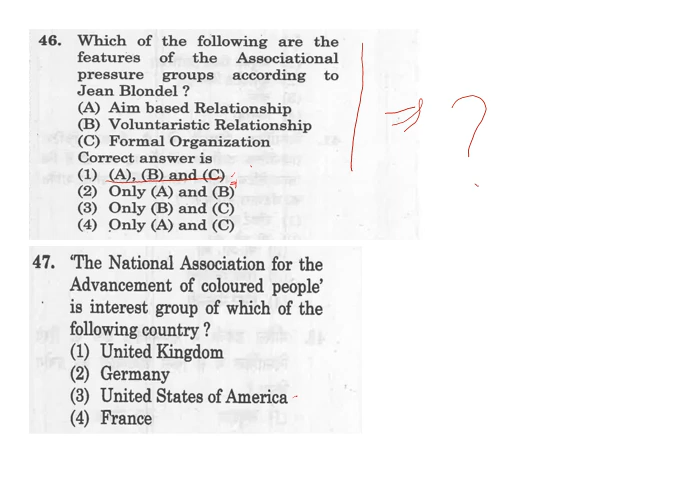 46. Which of the following are the
features of the Associational
pressure groups according to
Jean Blondel ?
(A) Aim based Relationship
(B) Voluntaristic Relationship
(C) Formal Organization
Correct answer is
(1) (A), (B) and (C)
(2) Only (A) and (B)
(3) Only (B) and (C)
(4) Only (A) and (C)
⇒ ?
47. 'The National Association for the
Advancement of coloured people'
is interest group of which of the
following country ?
(1) United Kingdom
(2) Germany
(3) United States of America
(4) France